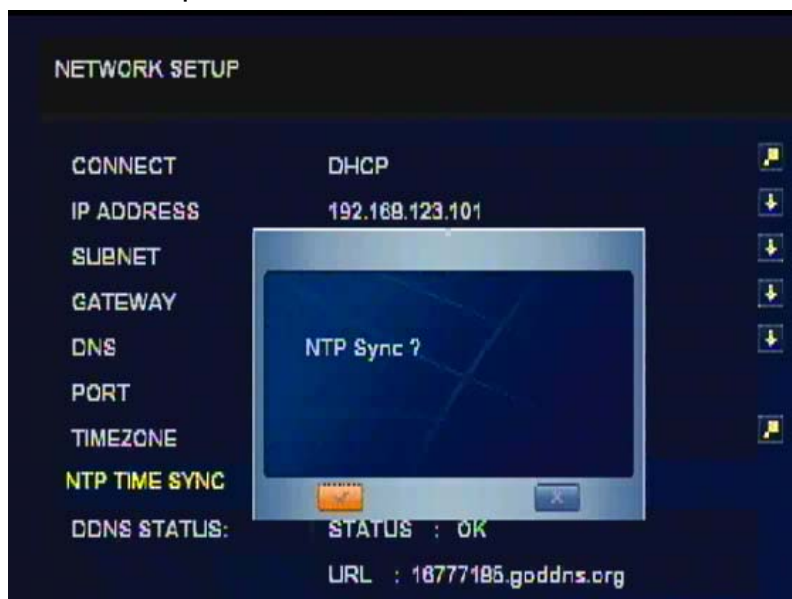 NETWORK SETUP
CONNECT DHCP
IP ADDRESS 192.168.123.101
SUBNET
GATEWAY
DNS
NTP Sync ?
PORT
TIMEZONE
NTP TIME SYNC
DDNS STATUS: STATUS : OK
URL : 16777185.goddns.org